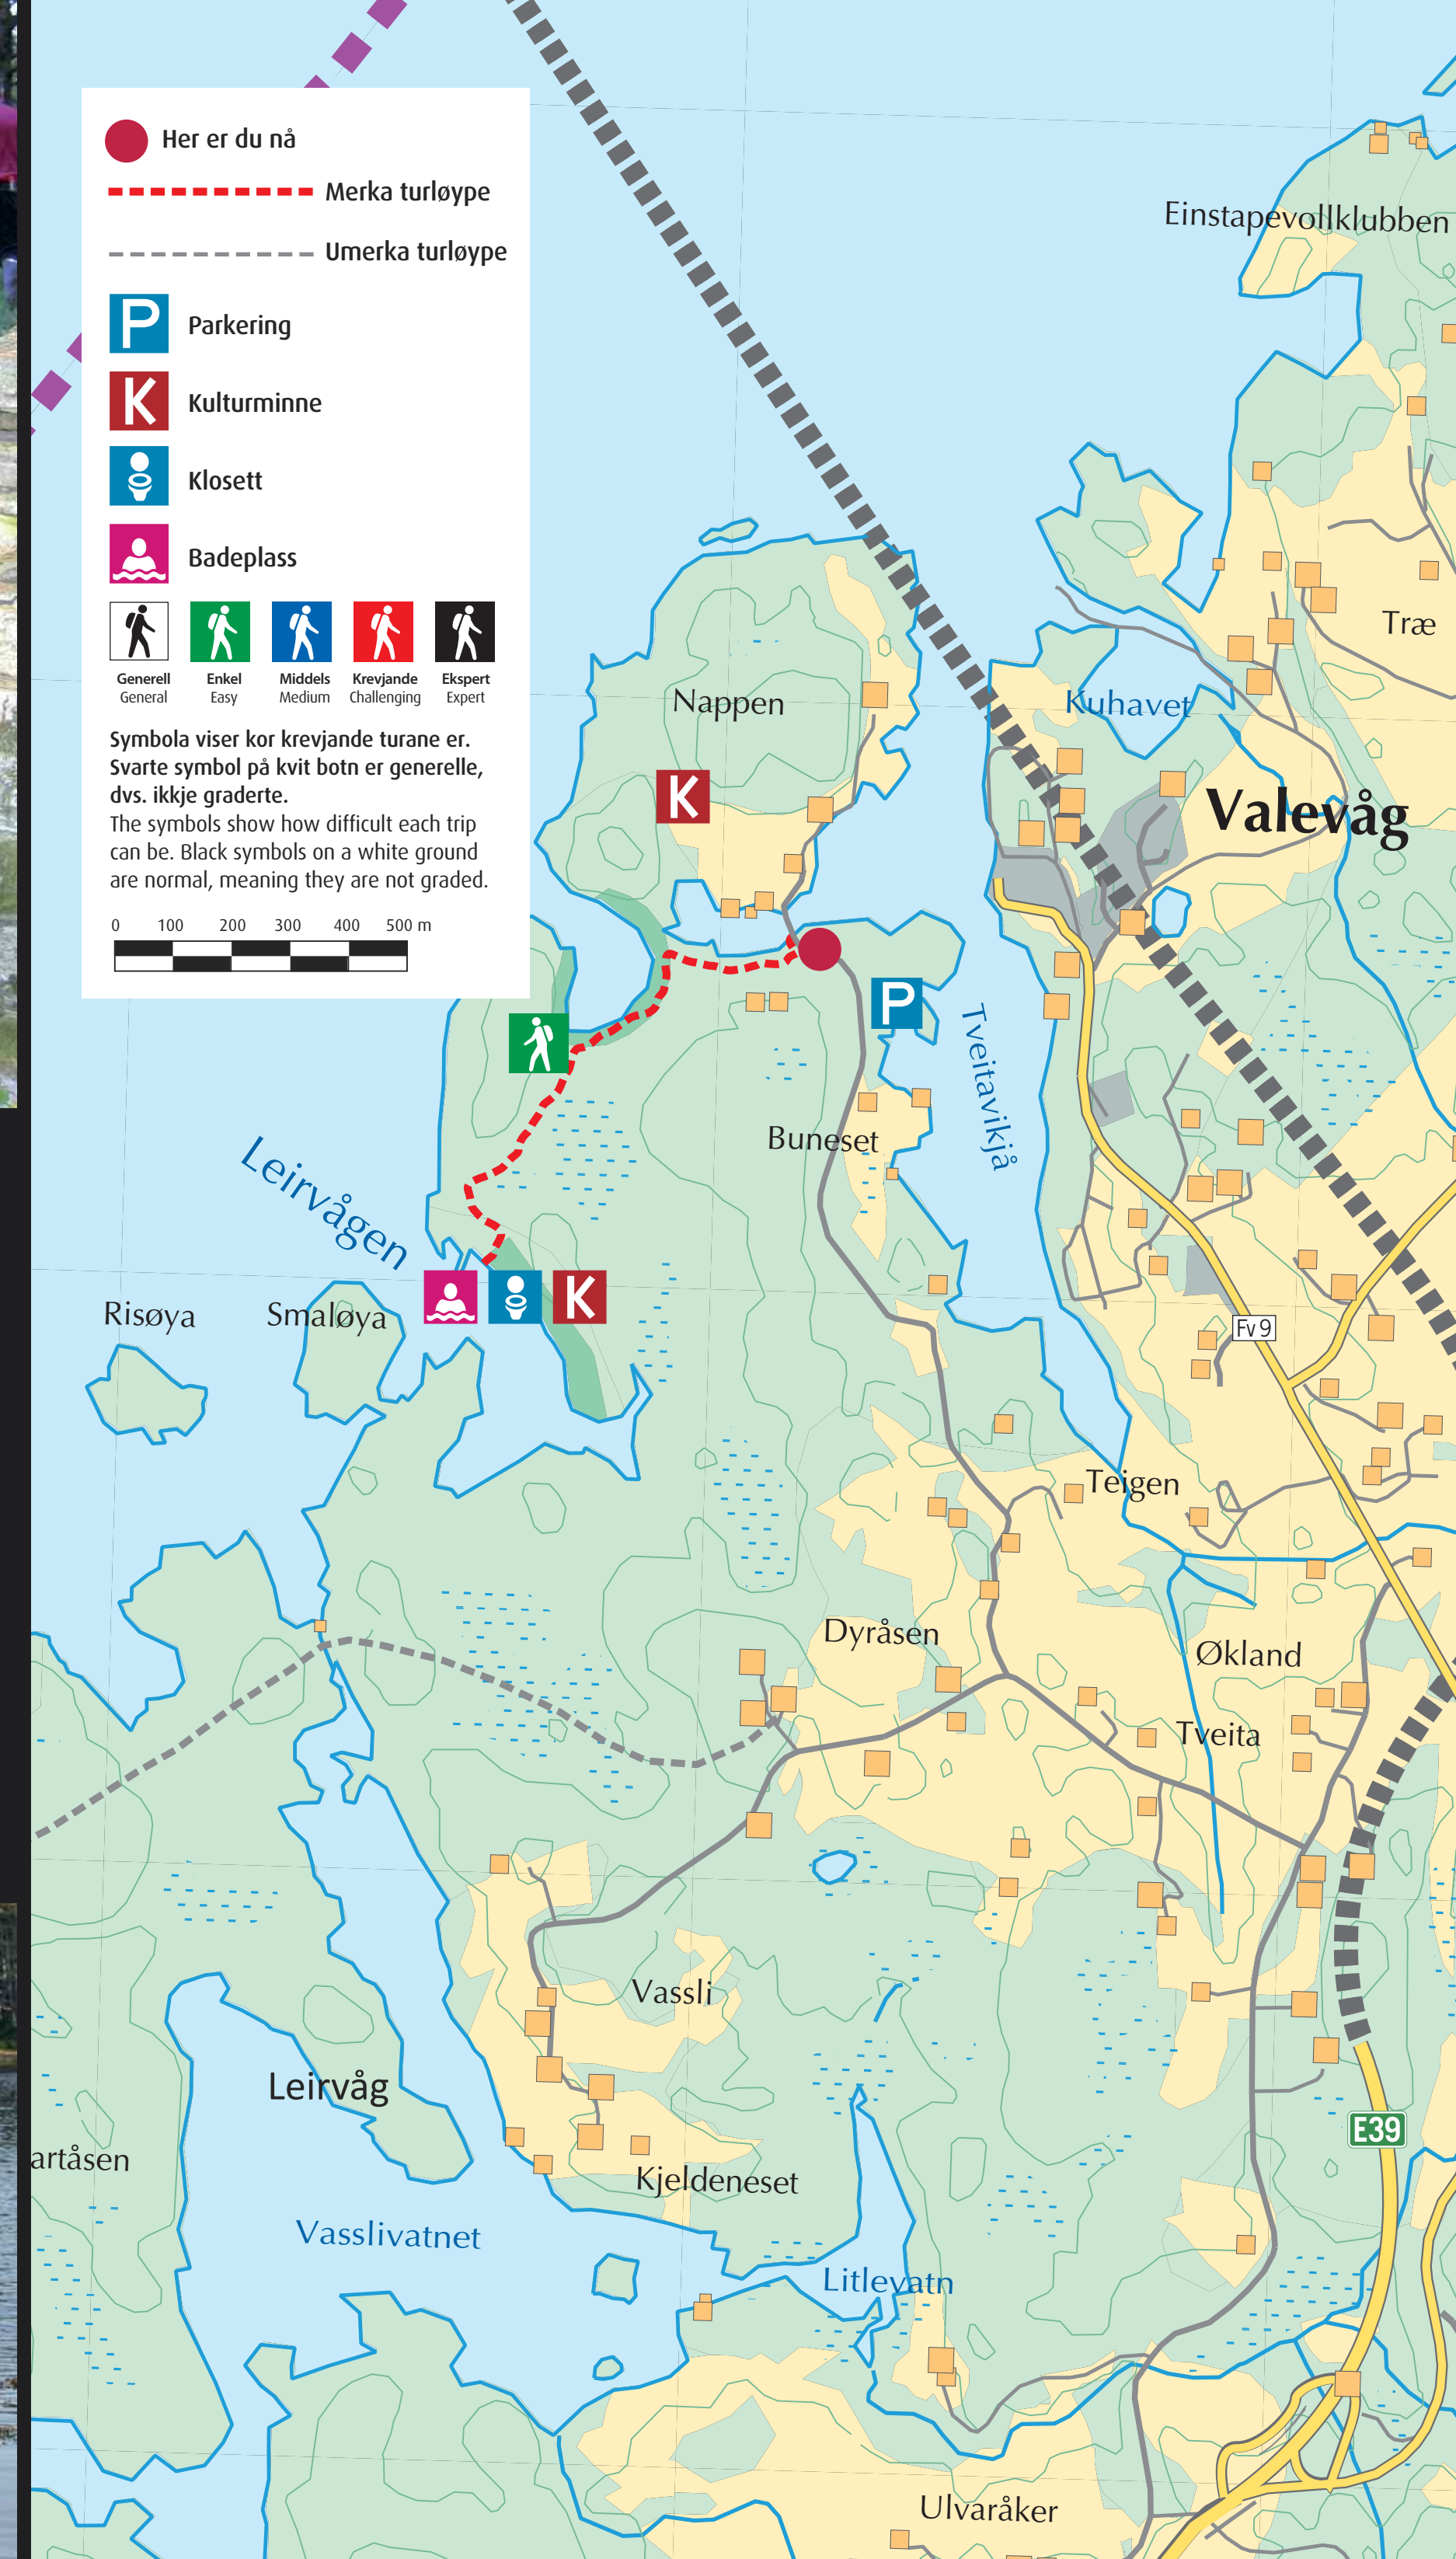 Her er du nå
Merka turløype
Umerka turløype
P
Parkering
K
Kulturminne
Klosett
Badeplass
Generell Enkel Middels Krevjande Ekspert
General Easy Medium Challenging Expert
Symbola viser kor krevjande turane er.
Svarte symbol på kvit botn er generelle,
dvs. ikkje graderte.
The symbols show how difficult each trip
can be. Black symbols on a white ground
are normal, meaning they are not graded.
0 100 200 300 400 500 m
Einstapevollklubben
Træ
Nappen
Kuhavet
K
Valevåg
P
Tveitavikjå
Buneset
Leirvågen
Risøya
Smaløya
K
Fv 9
Teigen
Dyråsen
Økland
Tveita
Vassli
Leirvåg
E39
artåsen
Kjeldeneset
Vasslivatnet
Litlevatn
Ulvaråker